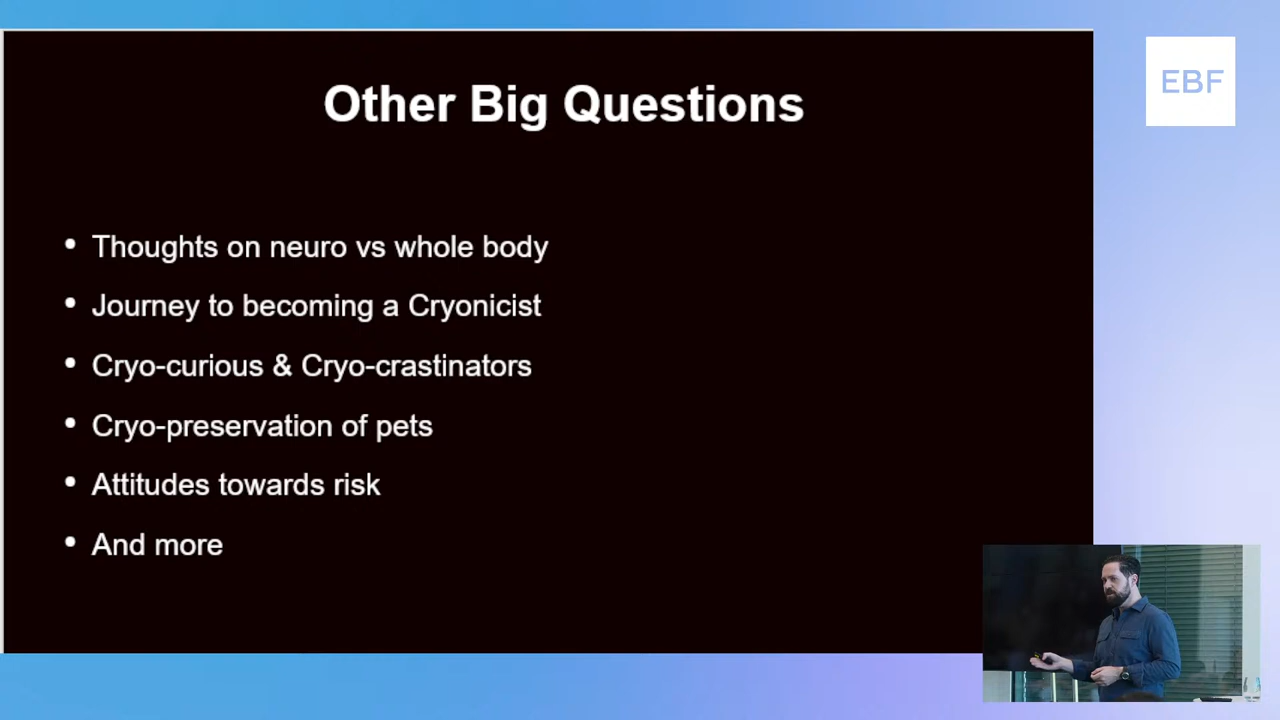 EBF
Other Big Questions
• Thoughts on neuro vs whole body
• Journey to becoming a Cryonicist
• Cryo-curious & Cryo-crastinators
• Cryo-preservation of pets
• Attitudes towards risk
• And more